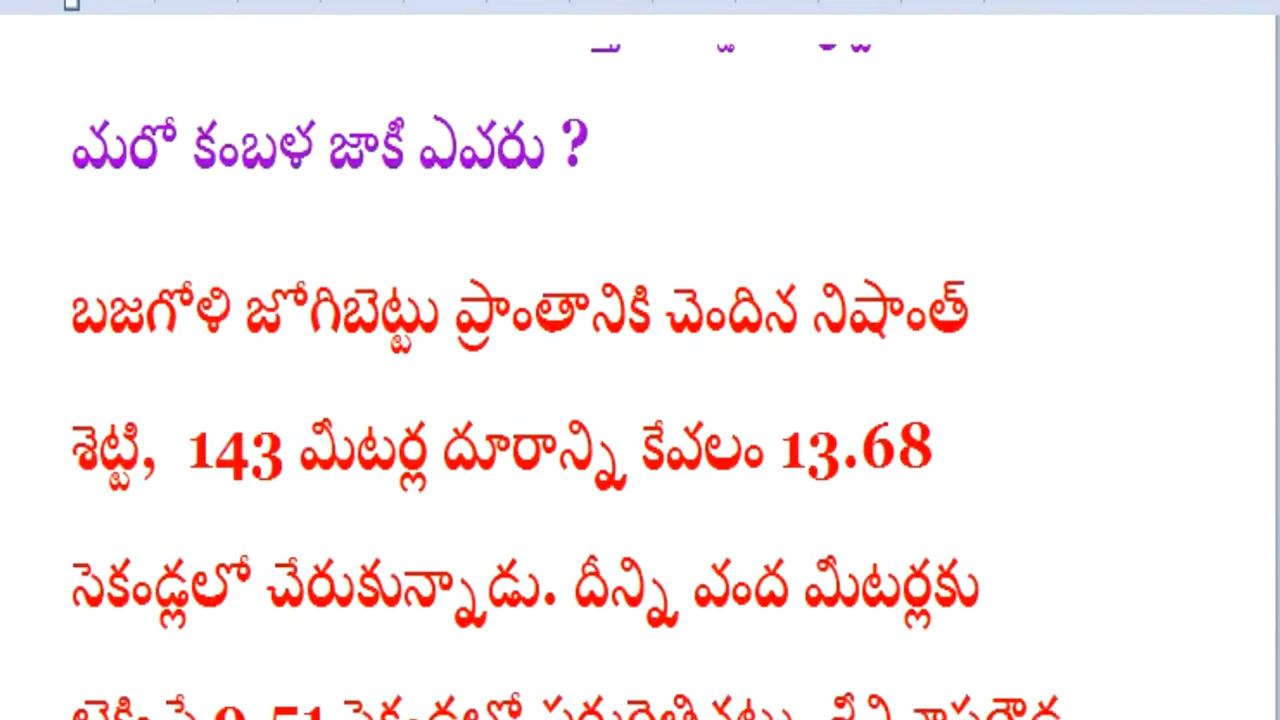 మరో కంబళ జాకీ ఎవరు ?
బజగోళి జోగిబెట్టు ప్రాంతానికి చెందిన నిషాంత్
శెట్టి, 143 మీటర్ల దూరాన్ని కేవలం 13.68
సెకండ్లలో చేరుకున్నాడు. దీన్ని వంద మీటర్లకు